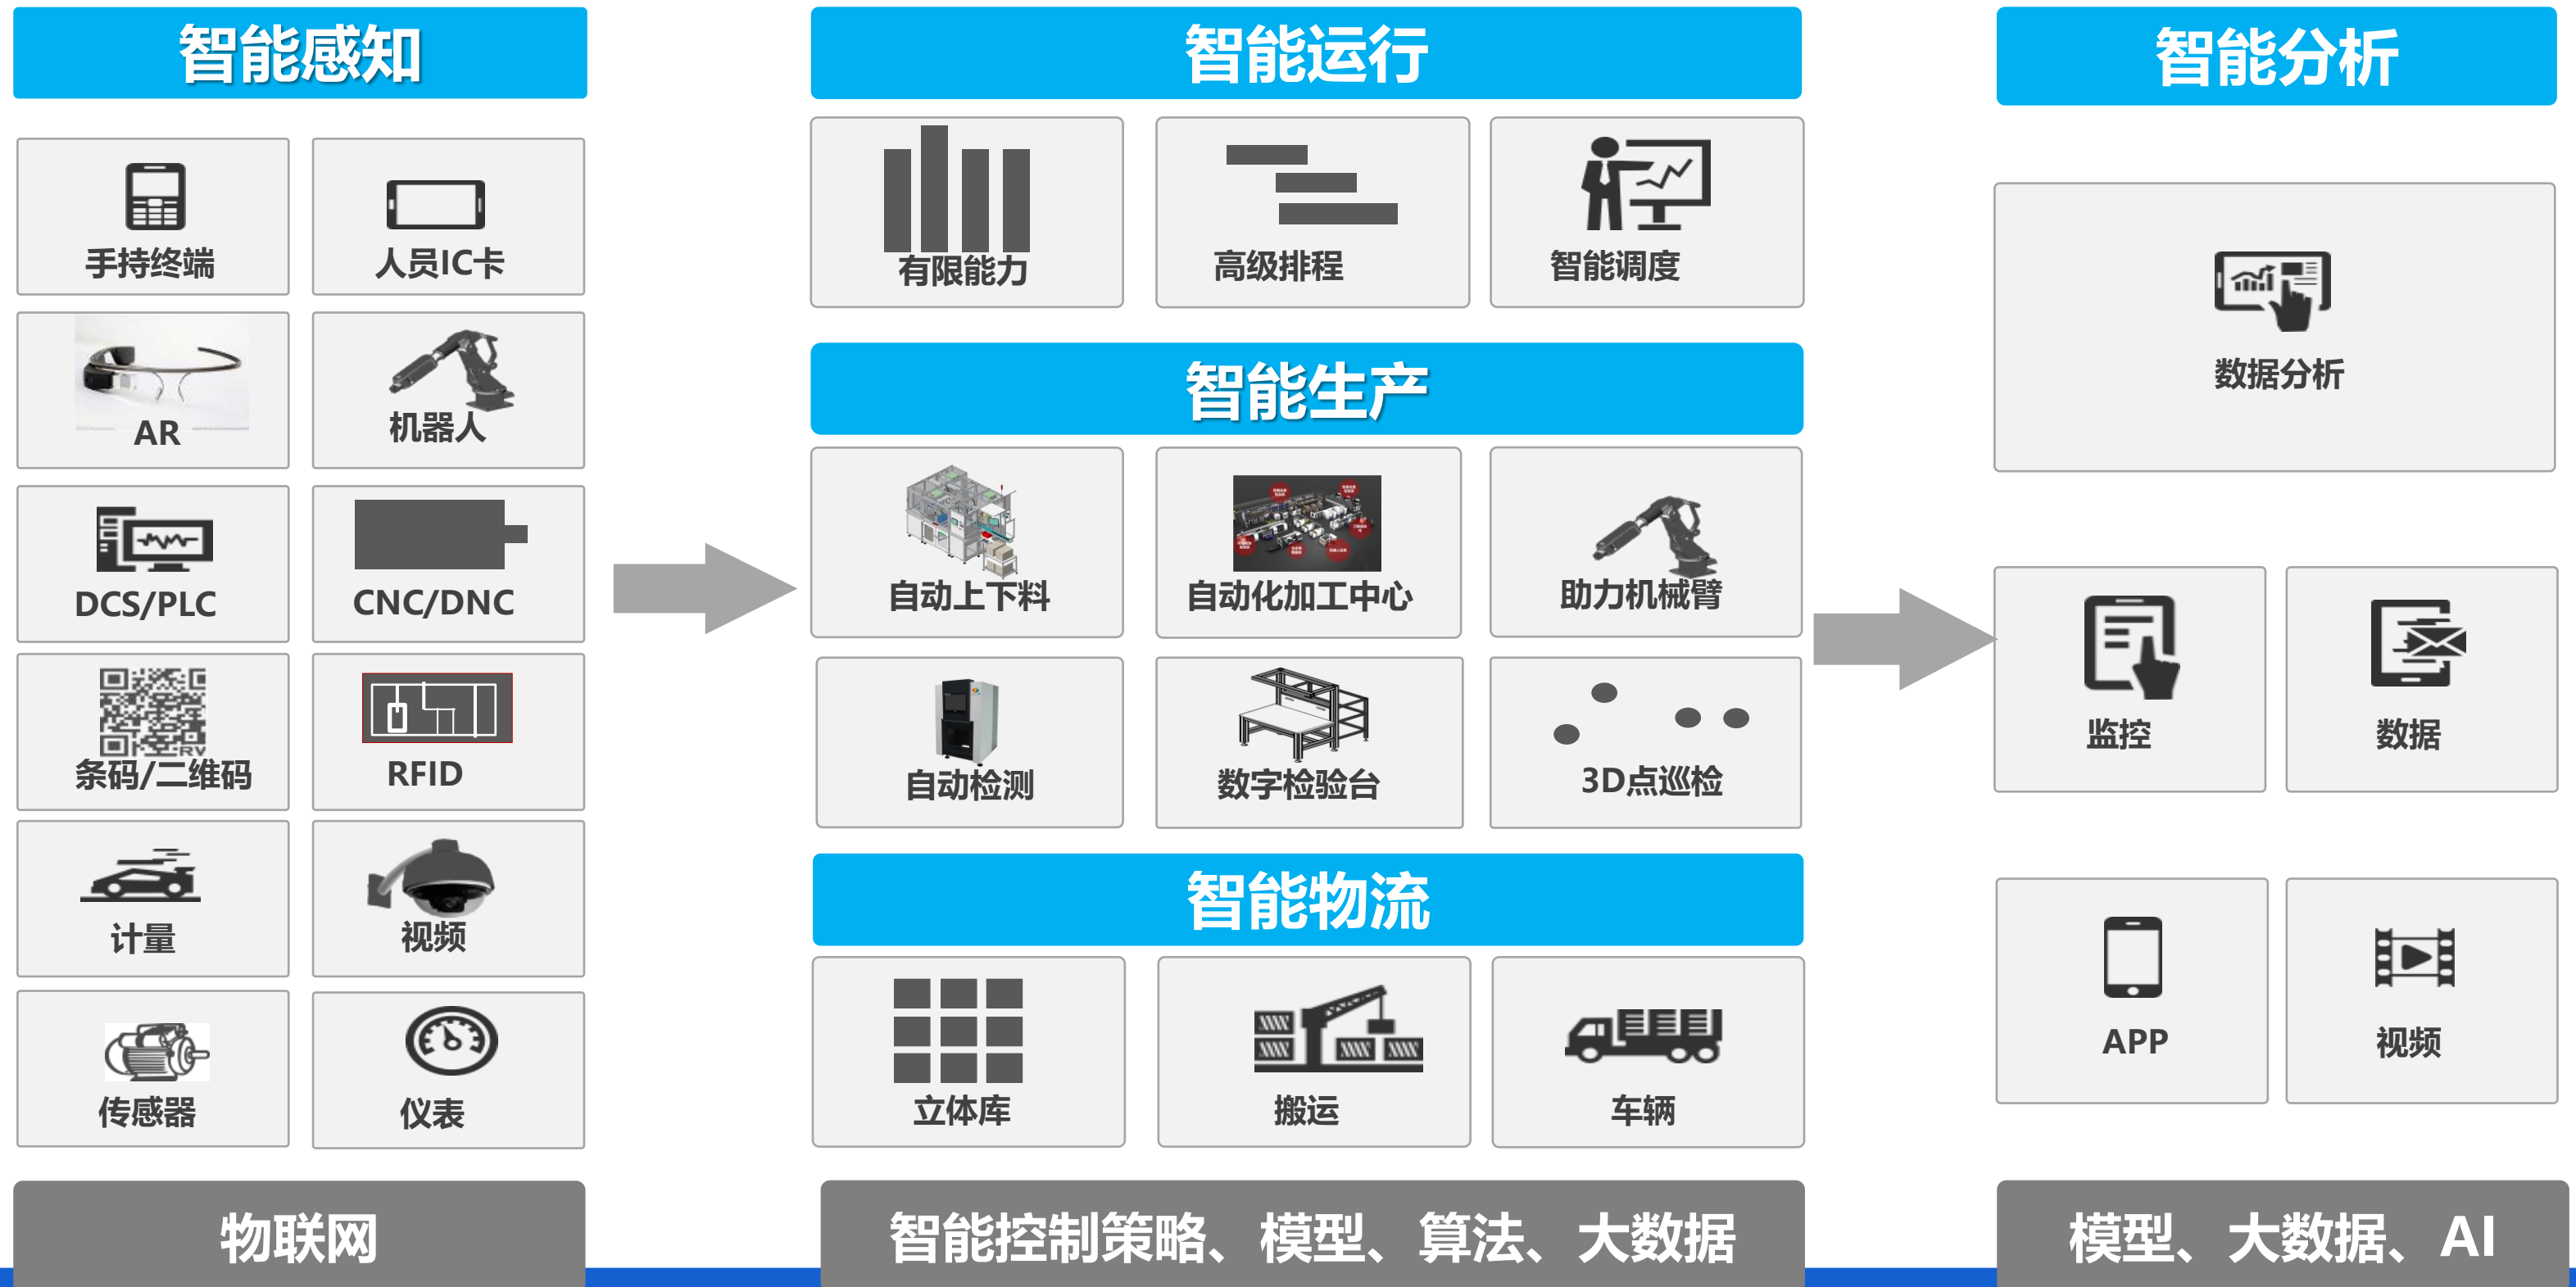 智能感知
手持终端
人员IC卡
AR
机器人
DCS/PLC
CNC/DNC
条码/二维码
RFID
计量
视频
传感器
仪表
物联网
智能运行
有限能力
高级排程
智能调度
智能生产
自动上下料
自动化加工中心
助力机械臂
自动检测
数字检验台
3D点巡检
智能物流
立体库
搬运
车辆
智能控制策略、模型、算法、大数据
智能分析
数据分析
监控
数据
APP
视频
模型、大数据、AI